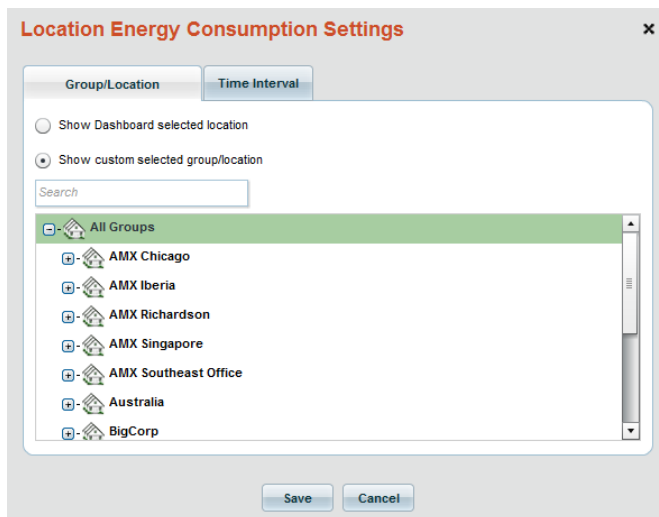 Location Energy Consumption Settings
Group/Location
Time Interval
Show Dashboard selected location
Show custom selected group/location
Search
All Groups
AMX Chicago
AMX Iberia
AMX Richardson
AMX Singapore
AMX Southeast Office
Australia
BigCorp
Save
Cancel